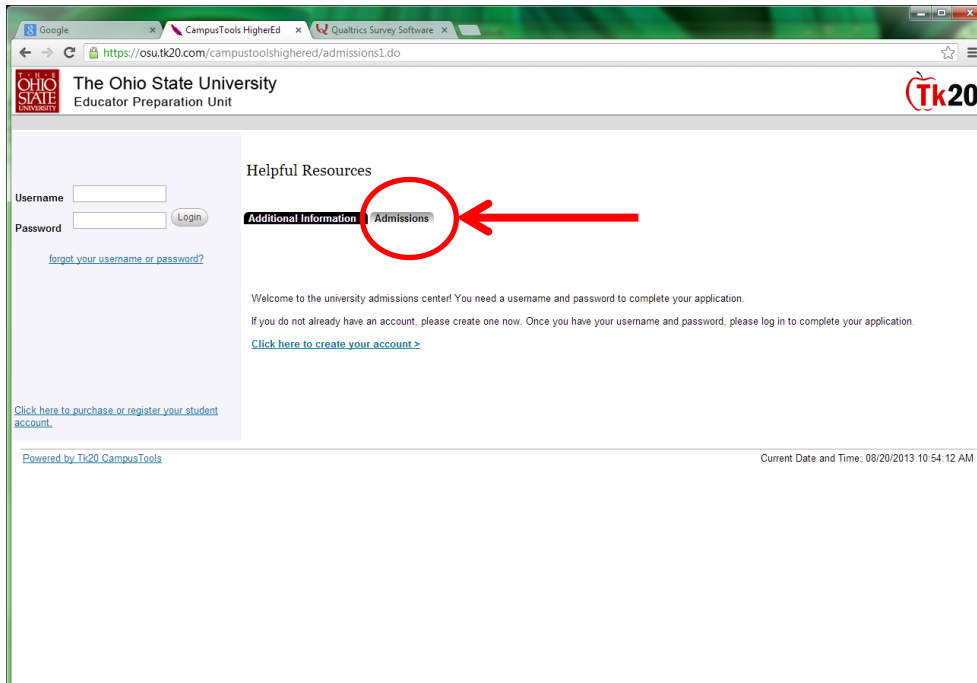 Google
CampusTools HigherEd
Qualtrics Survey Software
https://osu.tk20.com/campustoolshighered/admissions1.do
T·H·E
OHIO
STATE
UNIVERSITY
The Ohio State University
Educator Preparation Unit
Tk20
Helpful Resources
Username
Password
Login
Additional Information
Admissions
forgot your username or password?
Welcome to the university admissions center! You need a username and password to complete your application.
If you do not already have an account, please create one now. Once you have your username and password, please log in to complete your application.
Click here to create your account >
Click here to purchase or register your student
account.
Powered by Tk20 CampusTools
Current Date and Time: 08/20/2013 10:54:12 AM